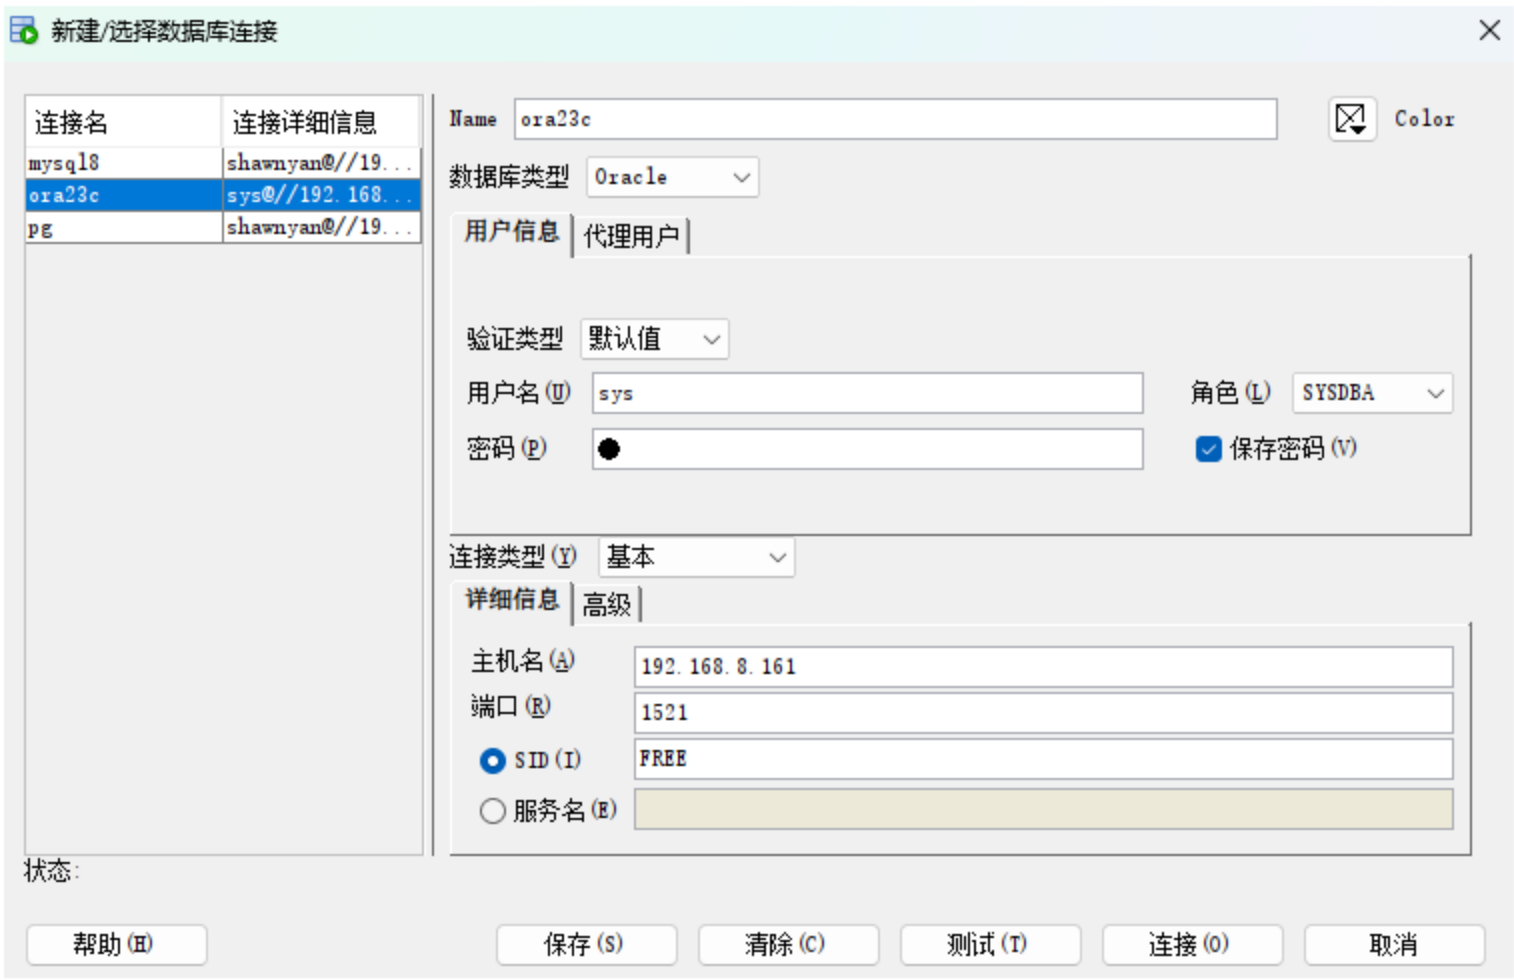 新建/选择数据库连接
连接名 连接详细信息
mysql8 shawnyan@//19...
ora23c sys@//192.168...
pg shawnyan@//19...
Name ora23c Color
数据库类型 Oracle
用户信息 代理用户
验证类型 默认值
用户名(U) sys 角色(L) SYSDBA
密码(P) 保存密码(V)
连接类型(Y) 基本
详细信息 高级
主机名(A) 192.168.8.161
端口(R) 1521
SID(I) FREE
服务名(E)
状态:
帮助(H) 保存(S) 清除(C) 测试(T) 连接(O) 取消